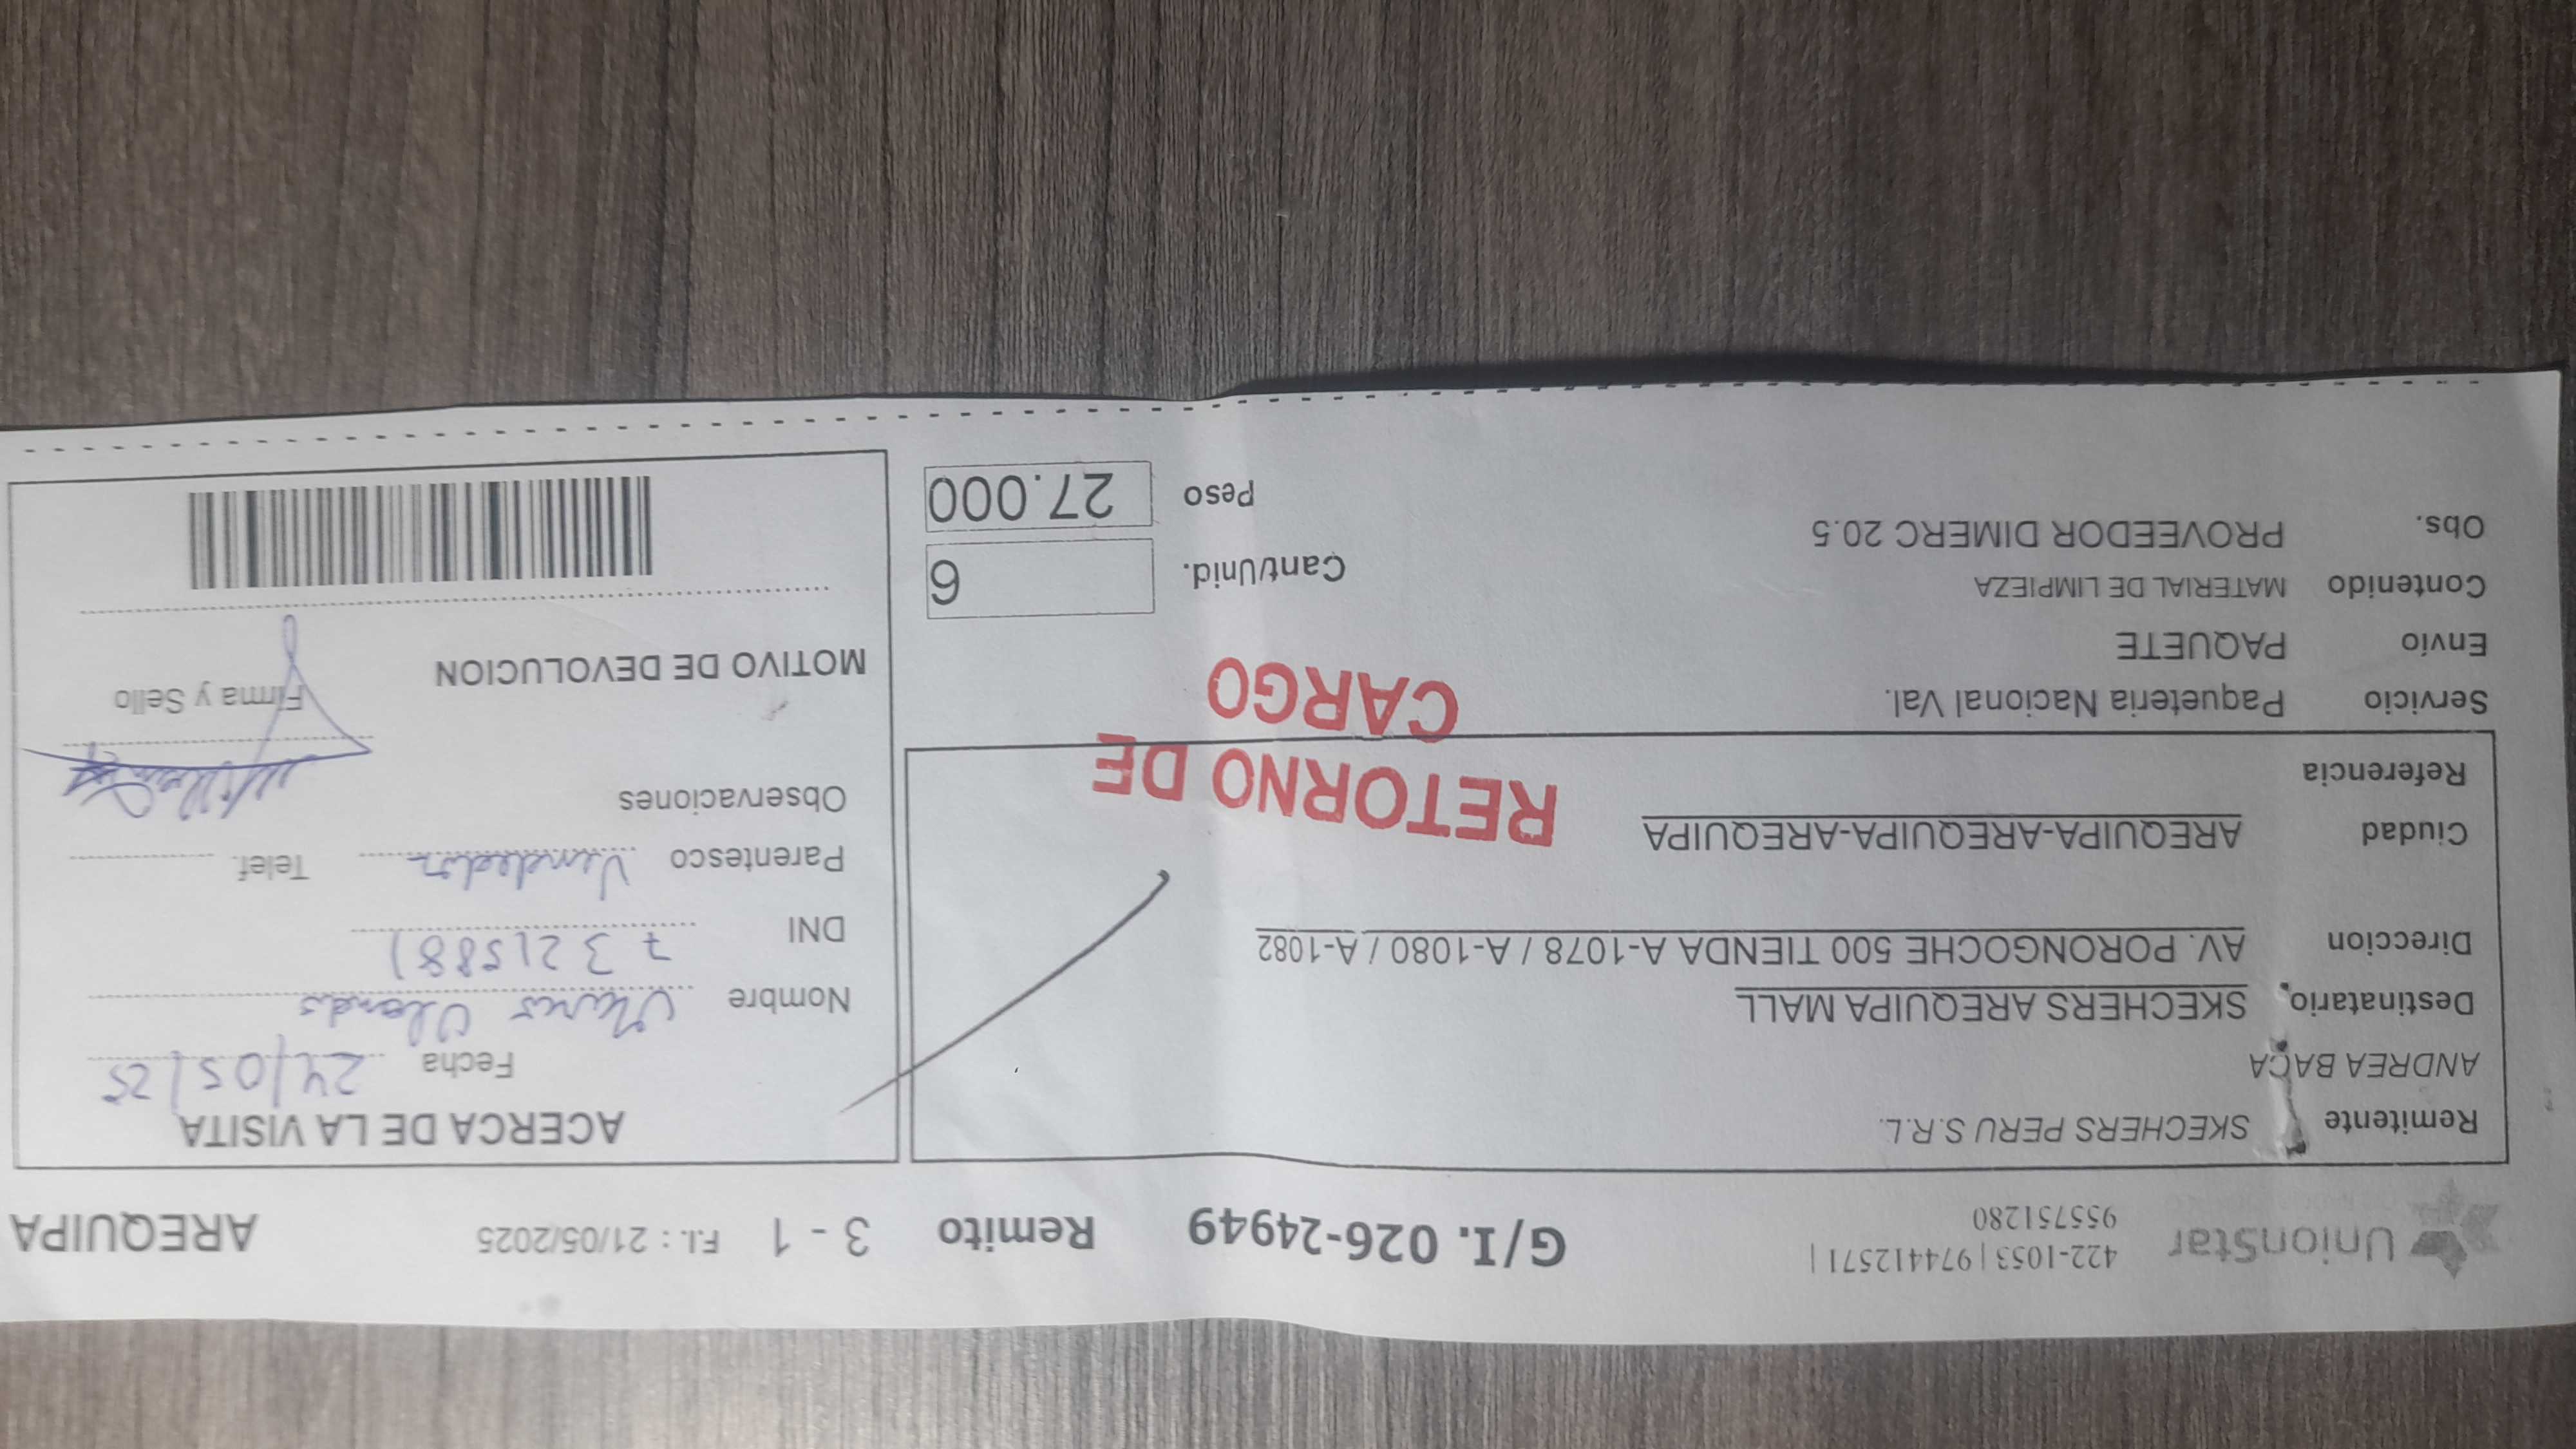 UnionStar
422-1053 | 974412571 |
955751280
G/I. 026-24949 Remito 3 - 1 F.I.: 21/05/2025 AREQUIPA
Remitente SKECHERS PERU S.R.L.
ANDREA BACA
Destinatario SKECHERS AREQUIPA MALL
Direccion AV. PORONGOCHE 500 TIENDA A-1078 / A-1080 / A-1082
Ciudad AREQUIPA-AREQUIPA-AREQUIPA
Referencia
RETORNO DE
CARGO
Servicio Paqueteria Nacional Val.
Envio PAQUETE
Contenido MATERIAL DE LIMPIEZA
Obs. PROVEEDOR DIMERC 20.5
Cant/Unid. 6
Peso 27.000
ACERCA DE LA VISITA
Fecha 24/05/25
Nombre
DNI 73215881
Parentesco Vendedor Telef.
Observaciones
Firma y Sello
MOTIVO DE DEVOLUCION